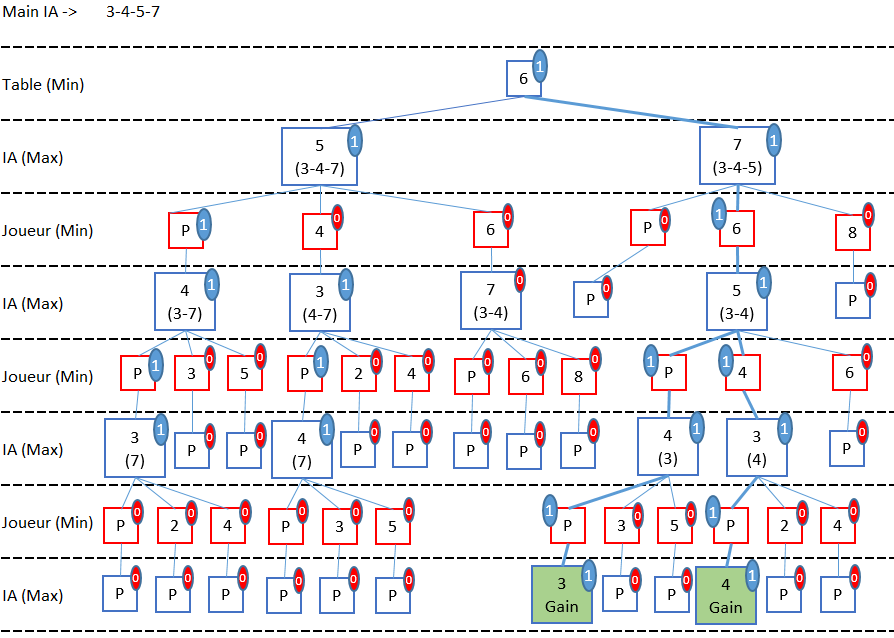 Main IA -> 3-4-5-7
Table (Min)
6 1
IA (Max)
5 1 7 1
(3-4-7) (3-4-5)
Joueur (Min)
P 1 4 0 6 0 P 0 1 6 8 0
IA (Max)
4 1 3 1 7 0 P 0 5 1 P 0
(3-7) (4-7) (3-4) (3-4)
Joueur (Min)
P 1 3 0 5 0 P 1 2 0 4 0 P 0 6 0 8 0 1 P 1 4 6 0
IA (Max)
3 1 P 0 P 0 4 1 P 0 P 0 P 0 P 0 P 0 4 1 3 1 P 0
(7) (7) (3) (4)
Joueur (Min)
P 0 2 0 4 0 P 0 3 0 5 0 1 P 3 0 5 0 1 P 2 0 4 0
IA (Max)
P 0 P 0 P 0 P 0 P 0 P 0 3 1 P 0 P 0 4 1 P 0 P 0
Gain Gain